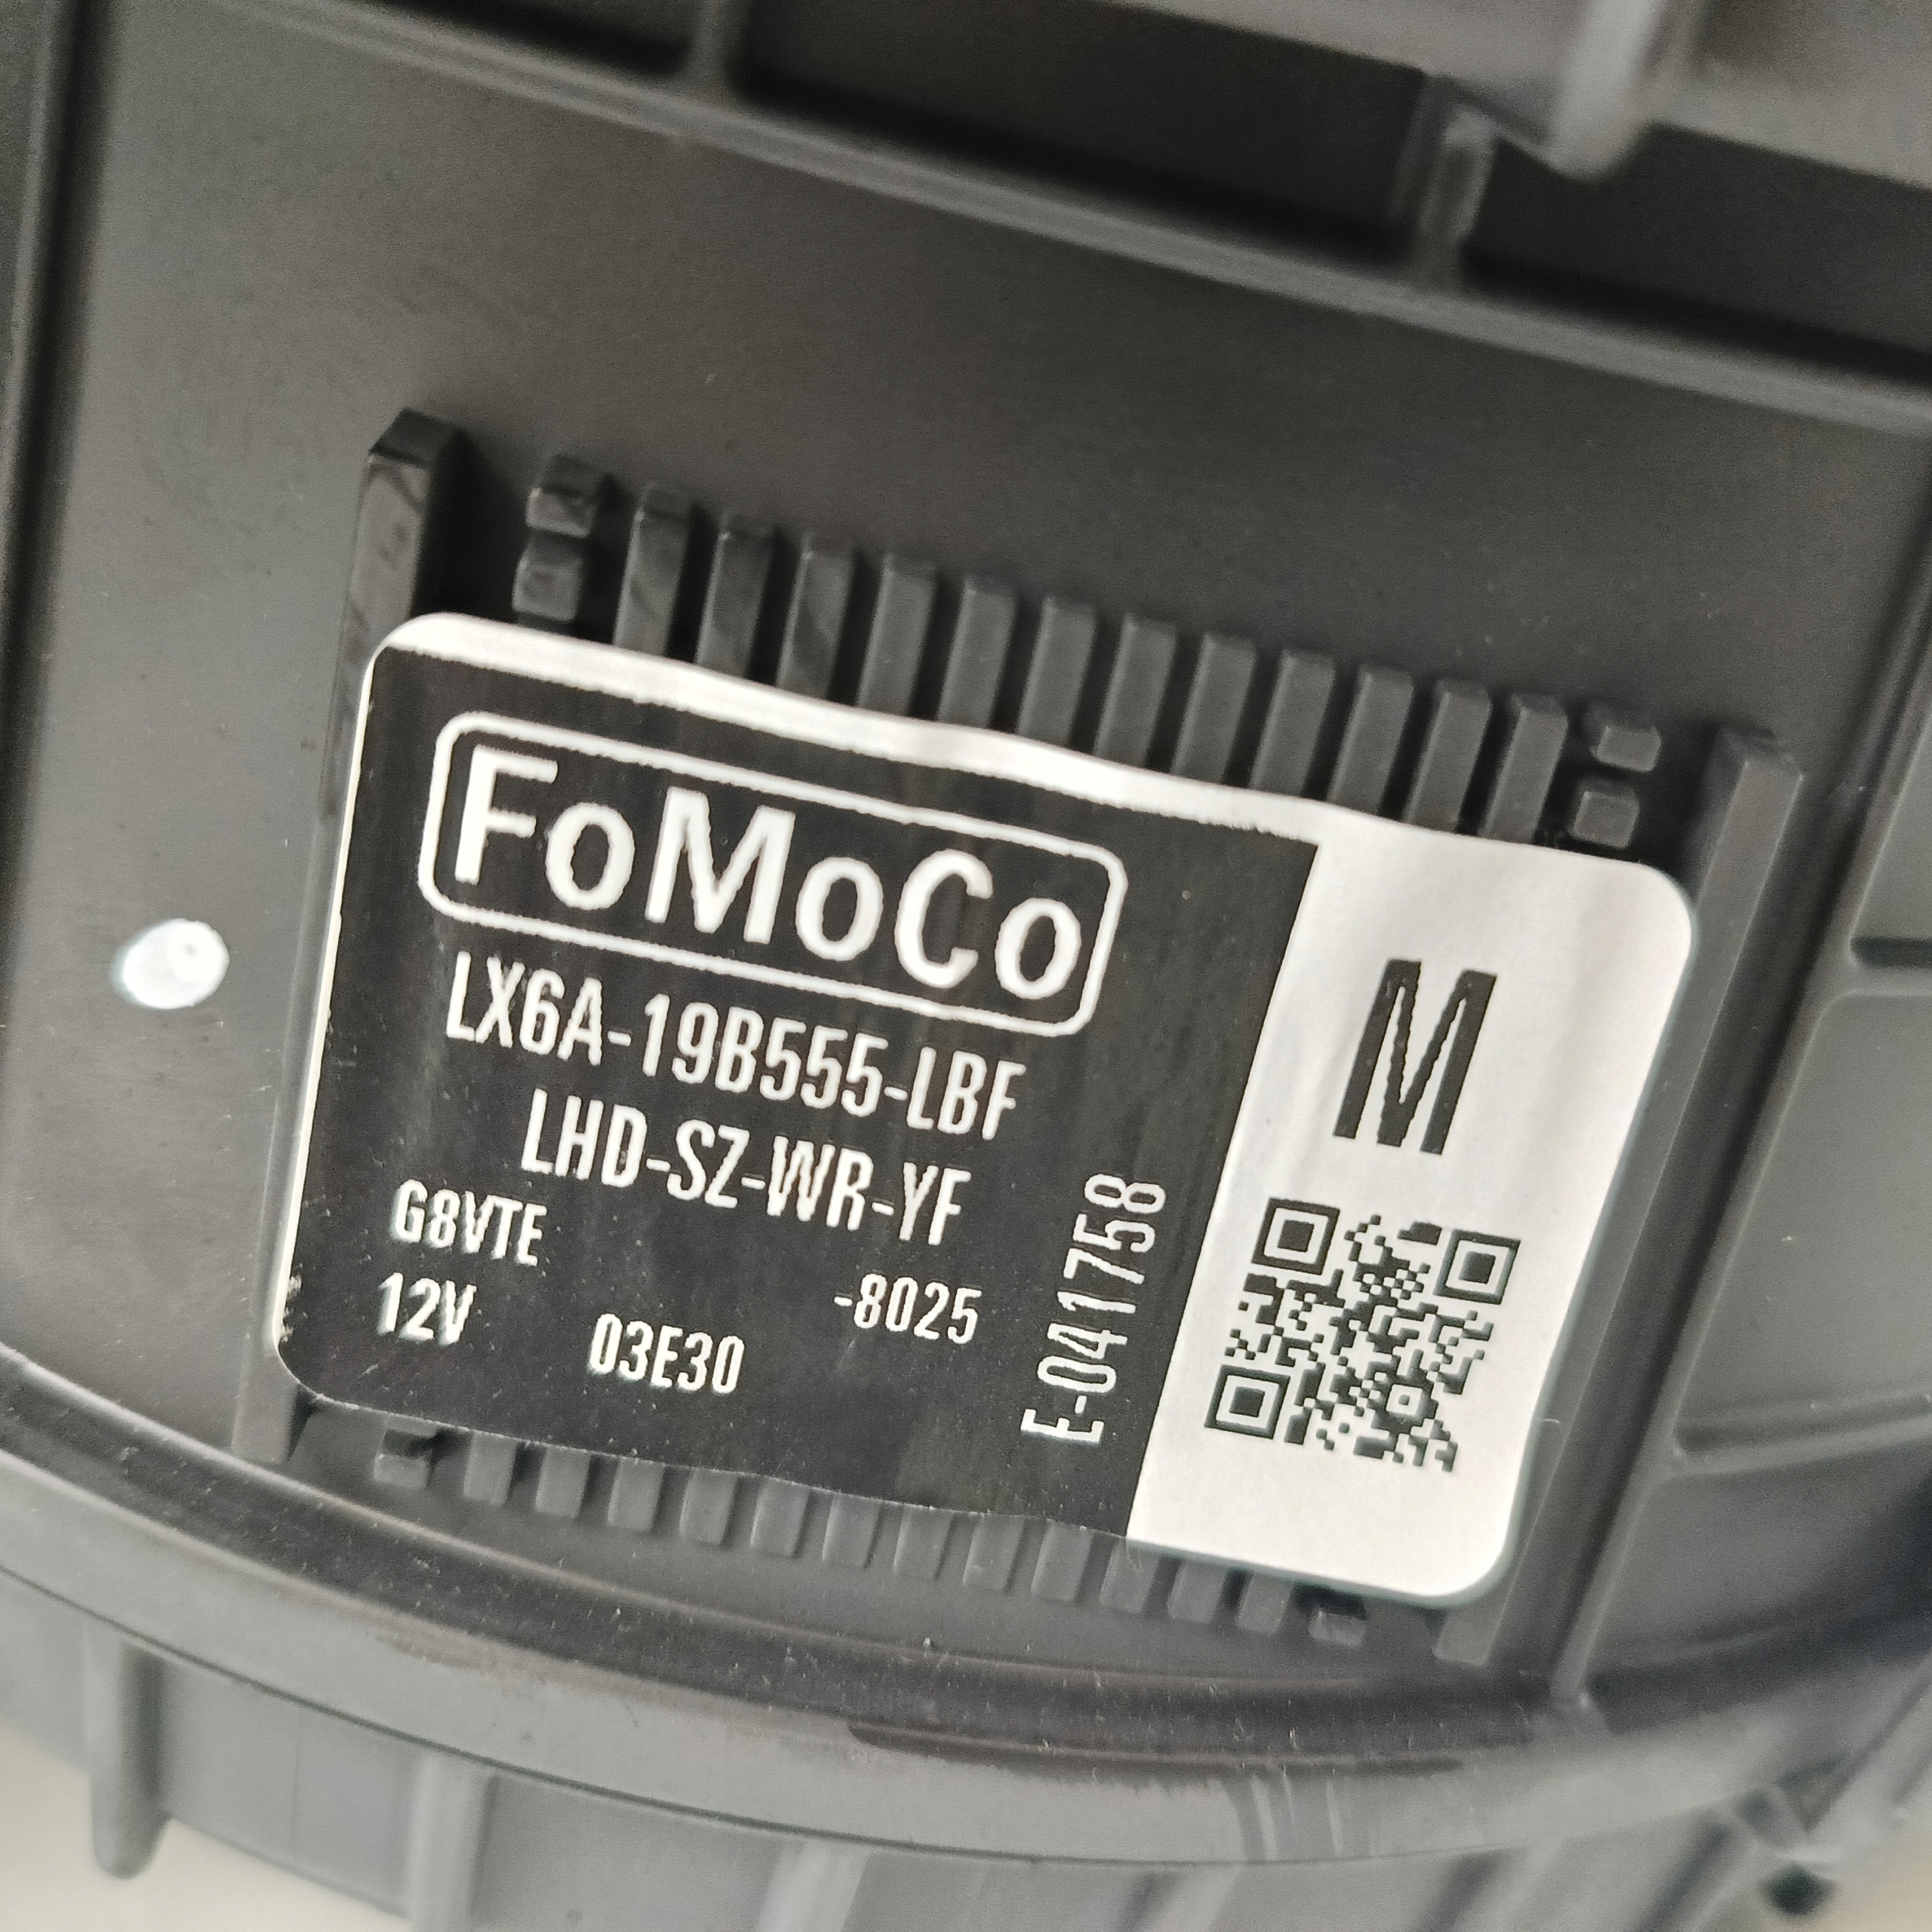 FoMoCo
LX6A-19B555-LBF
LHD-SZ-WR-YF
G8VTE
-8025
12V
03E30
E-041758
M